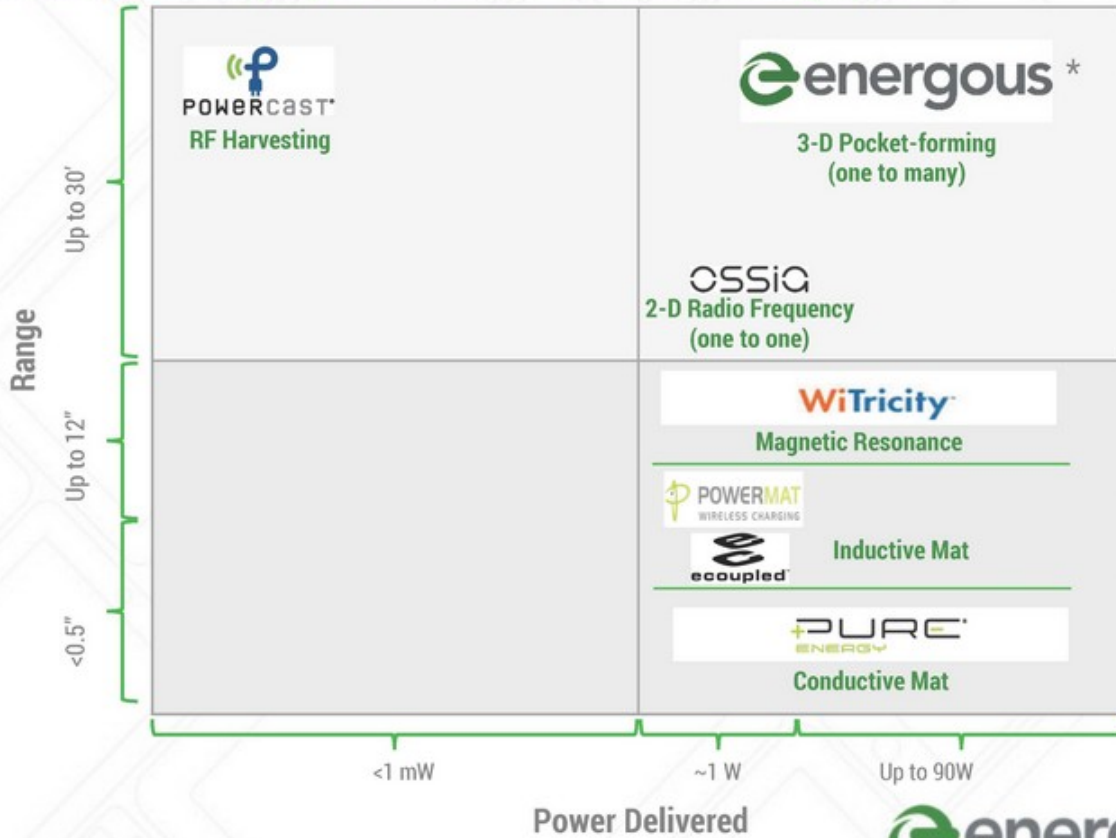 POWERCAST
RF Harvesting
energous *
3-D Pocket-forming
(one to many)
OSSIA
2-D Radio Frequency
(one to one)
WiTricity
Magnetic Resonance
POWERMAT
WIRELESS CHARGING
ecoupled
Inductive Mat
PURE
ENERGY
Conductive Mat
Range
Up to 30'
Up to 12"
<0.5"
<1 mW
~1 W
Up to 90W
Power Delivered